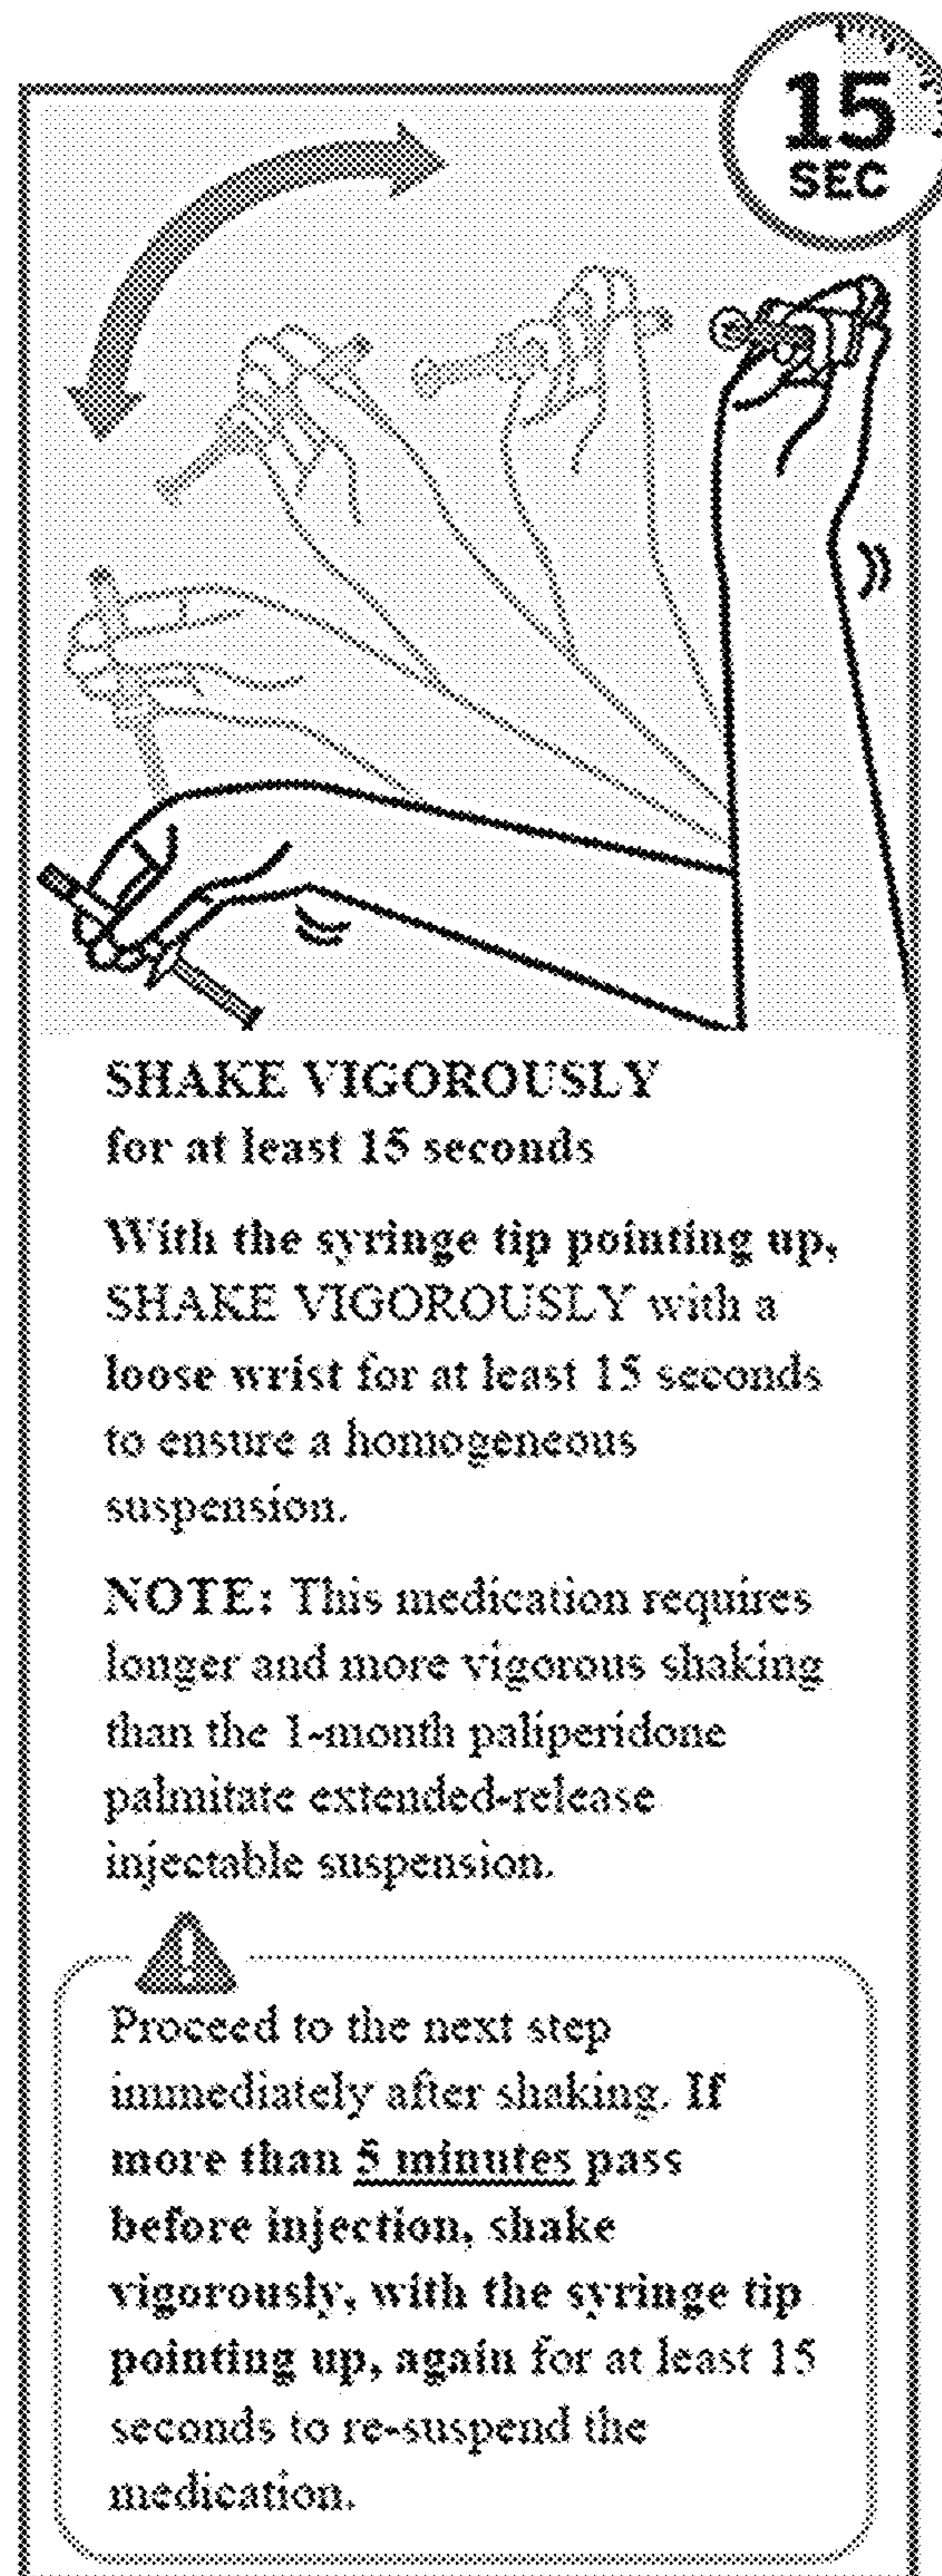 15
SEC
SHAKE VIGOROUSLY
for at least 15 seconds
With the syringe tip pointing up,
SHAKE VIGOROUSLY with a
loose wrist for at least 15 seconds
to ensure a homogeneous
suspension.
NOTE: This medication requires
longer and more vigorous shaking
than the 1-month paliperidone
palmitate extended-release
injectable suspension.
!
Proceed to the next step
immediately after shaking. If
more than 5 minutes pass
before injection, shake
vigorously, with the syringe tip
pointing up, again for at least 15
seconds to re-suspend the
medication.